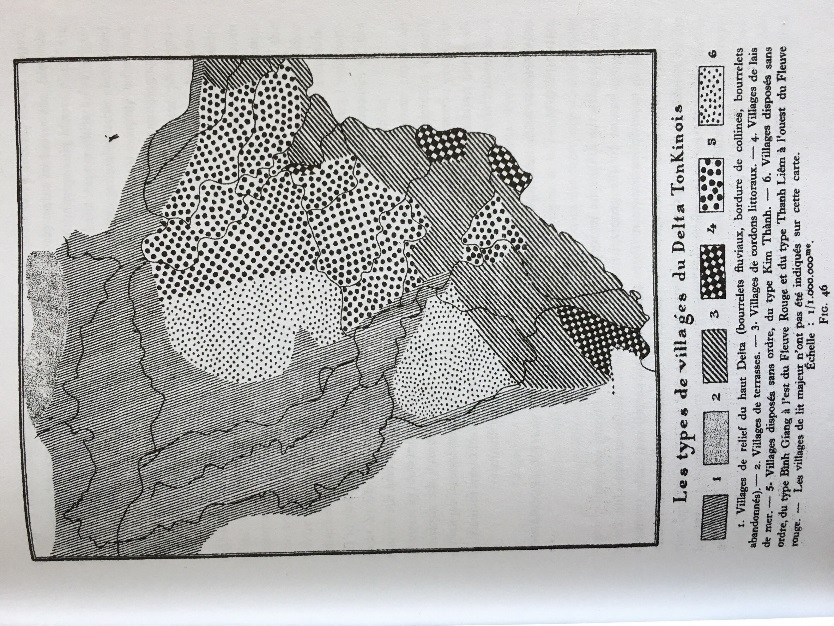 Les types de villages du Delta TonKinois
1 2 3 4 5 6
1. Villages de relief du haut Delta (bourrelets fluviaux, bordure de collines, bourrelets
abandonnés). — 2. Villages de terrasses. — 3. Villages de cordons littoraux. — 4. Villages de lais
de mer. — 5. Villages disposés sans ordre, du type Kim Thành. — 6. Villages disposés sans
ordre, du type Bình Giang à l'est du Fleuve Rouge et du type Thanh Liêm à l'ouest du Fleuve
rouge. — Les villages de lit majeur n'ont pas été indiqués sur cette carte.
Échelle : 1/1.000.000me.
FIG. 46